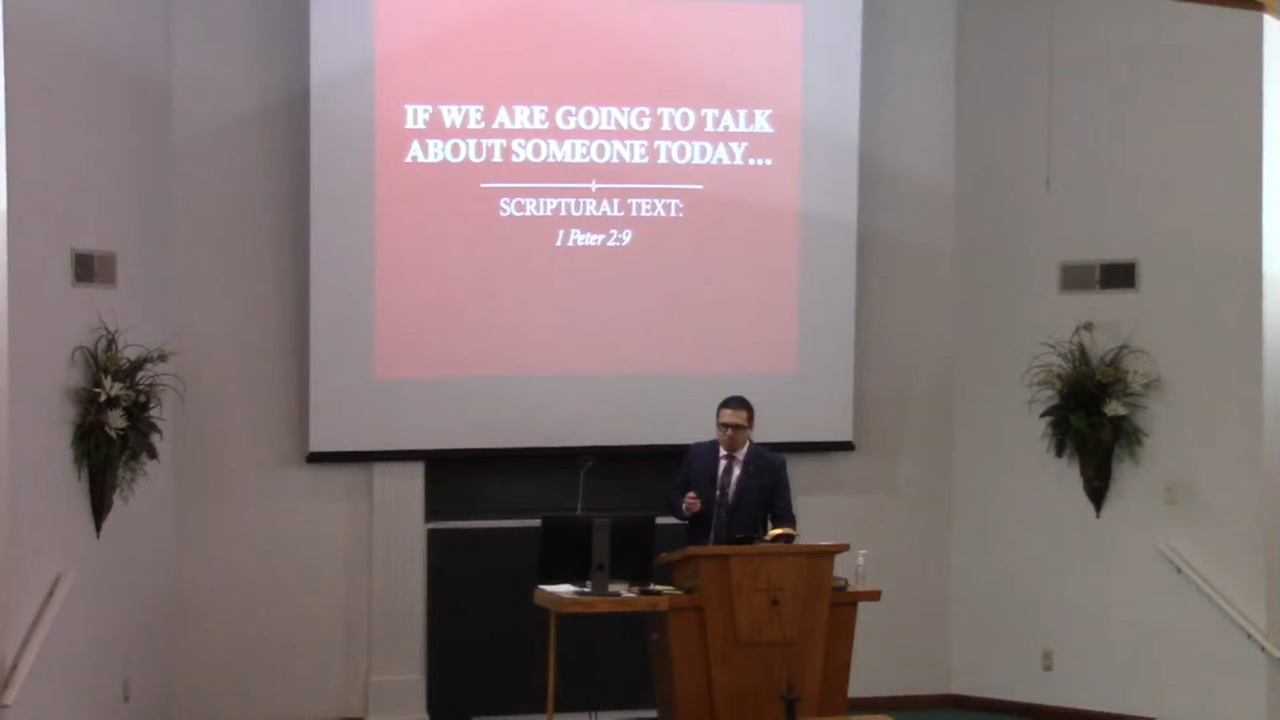 IF WE ARE GOING TO TALK
ABOUT SOMEONE TODAY...
SCRIPTURAL TEXT:
1 Peter 2:9